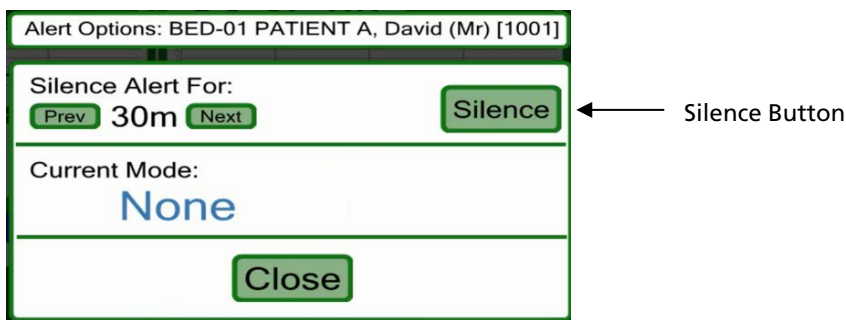 Alert Options: BED-01 PATIENT A, David (Mr) [1001]
Silence Alert For:
Prev 30m Next
Silence
Silence Button
Current Mode:
None
Close